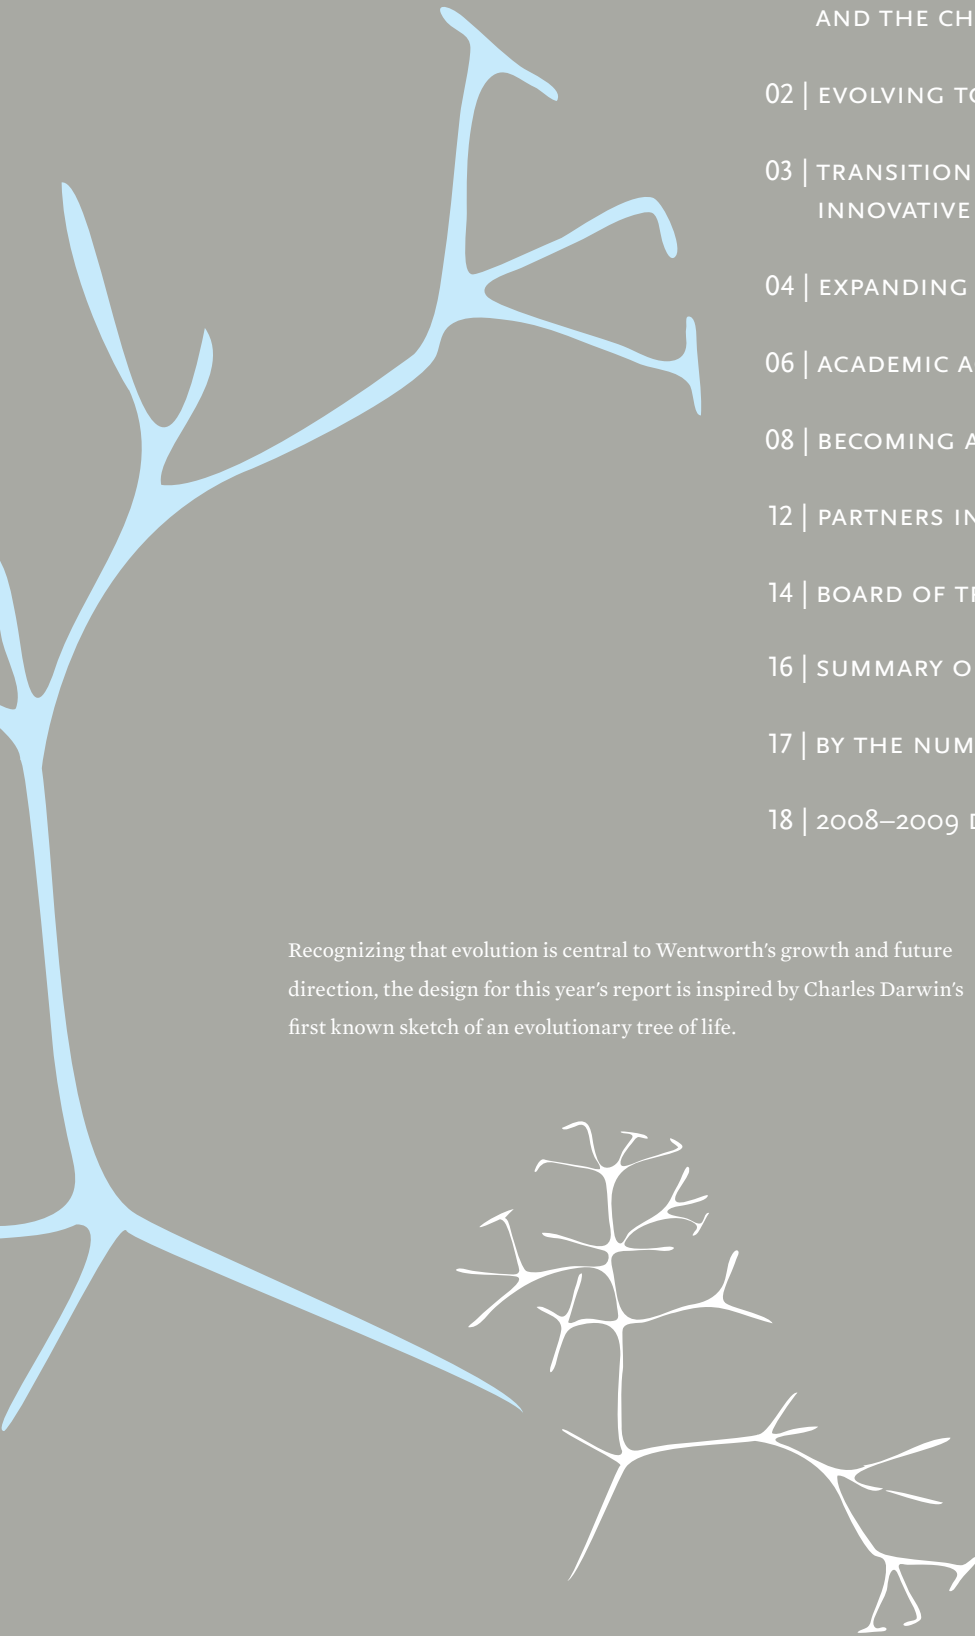 AND THE CH
02 | EVOLVING TO
03 | TRANSITION
INNOVATIVE
04 | EXPANDING
06 | ACADEMIC A
08 | BECOMING A
12 | PARTNERS IN
14 | BOARD OF TR
16 | SUMMARY O
17 | BY THE NUM
18 | 2008–2009 D
Recognizing that evolution is central to Wentworth's growth and future
direction, the design for this year's report is inspired by Charles Darwin's
first known sketch of an evolutionary tree of life.